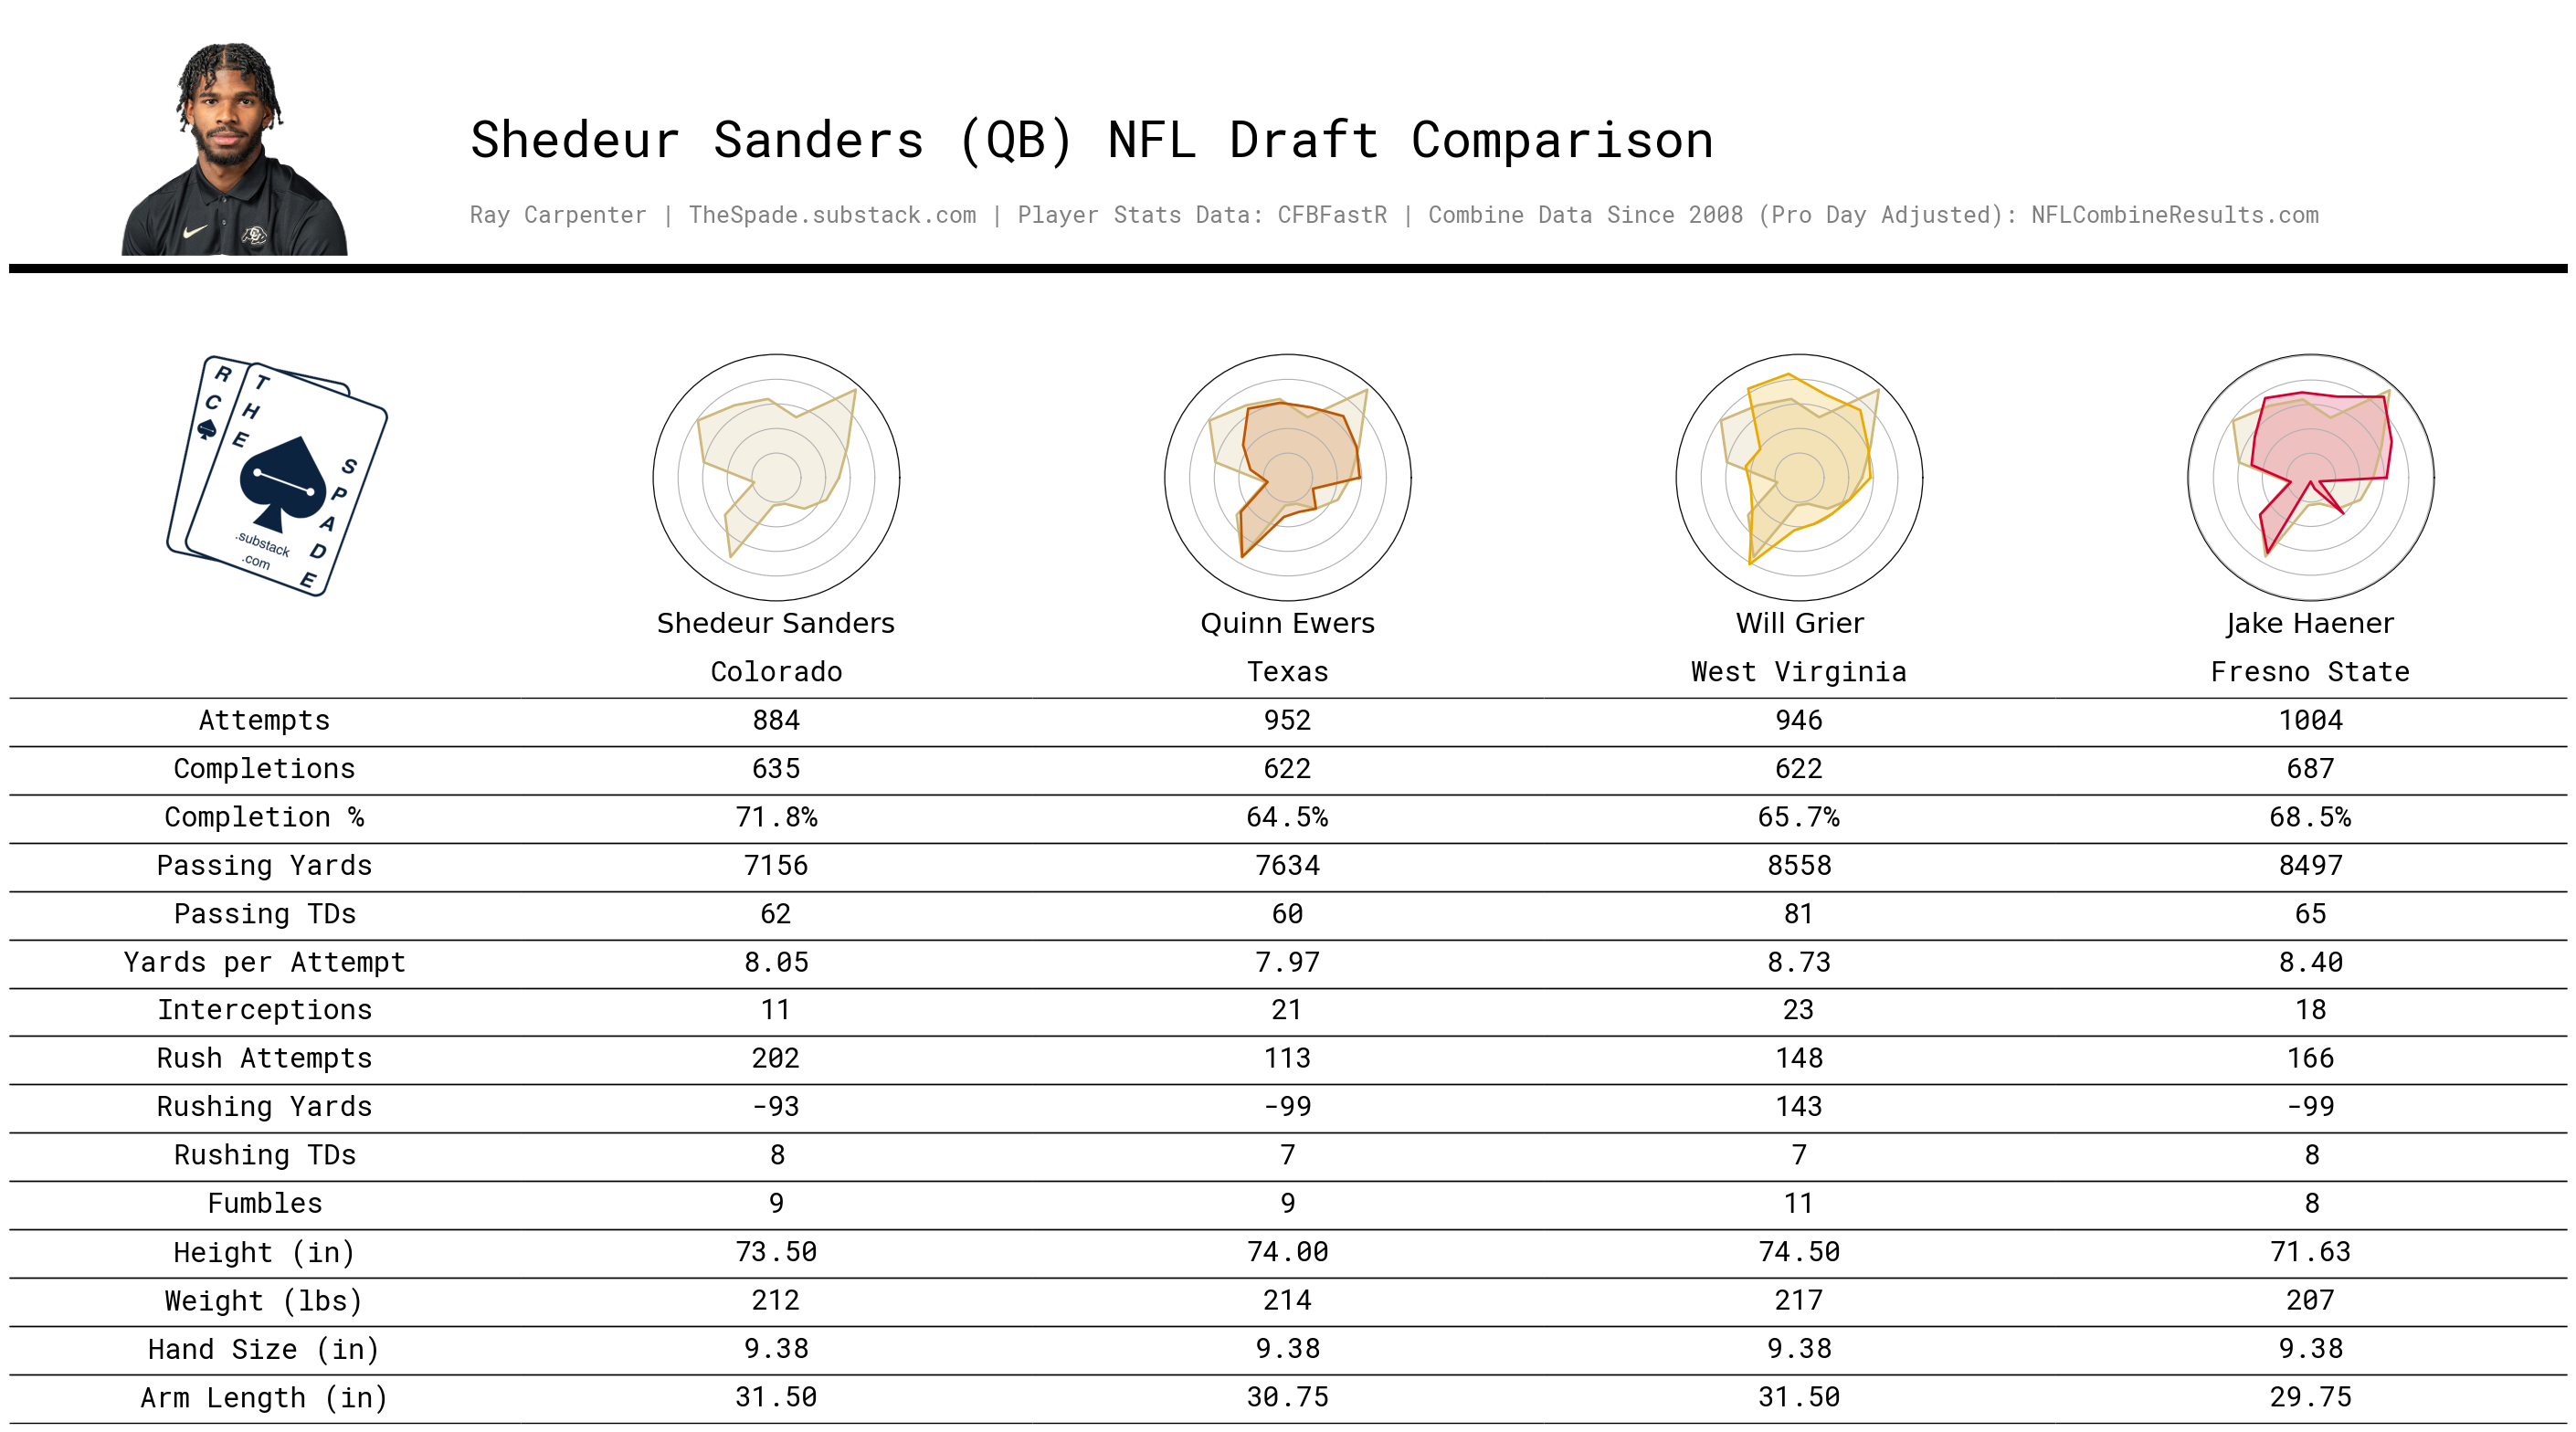 Shedeur Sanders (QB) NFL Draft Comparison
Ray Carpenter | TheSpade.substack.com | Player Stats Data: CFBFastR | Combine Data Since 2008 (Pro Day Adjusted): NFLCombineResults.com
RC
THE
SPADE
.substack
.com
Shedeur Sanders Quinn Ewers Will Grier Jake Haener
Colorado Texas West Virginia Fresno State
Attempts 884 952 946 1004
Completions 635 622 622 687
Completion % 71.8% 64.5% 65.7% 68.5%
Passing Yards 7156 7634 8558 8497
Passing TDs 62 60 81 65
Yards per Attempt 8.05 7.97 8.73 8.40
Interceptions 11 21 23 18
Rush Attempts 202 113 148 166
Rushing Yards -93 -99 143 -99
Rushing TDs 8 7 7 8
Fumbles 9 9 11 8
Height (in) 73.50 74.00 74.50 71.63
Weight (lbs) 212 214 217 207
Hand Size (in) 9.38 9.38 9.38 9.38
Arm Length (in) 31.50 30.75 31.50 29.75